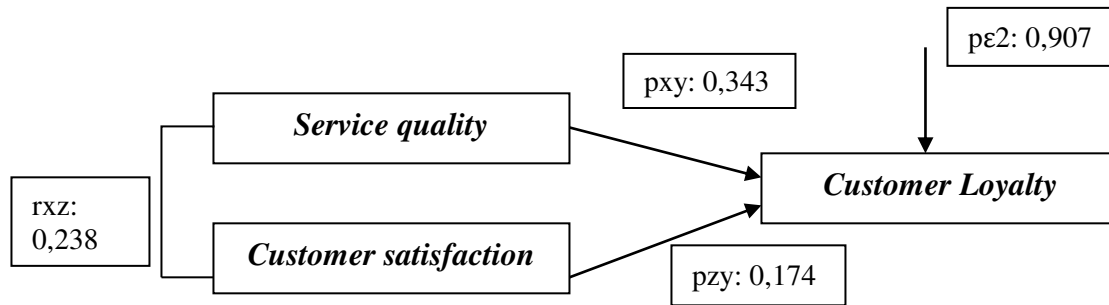 pε2: 0,907
pxy: 0,343
Service quality
Customer Loyalty
rxz:
0,238
Customer satisfaction
pzy: 0,174